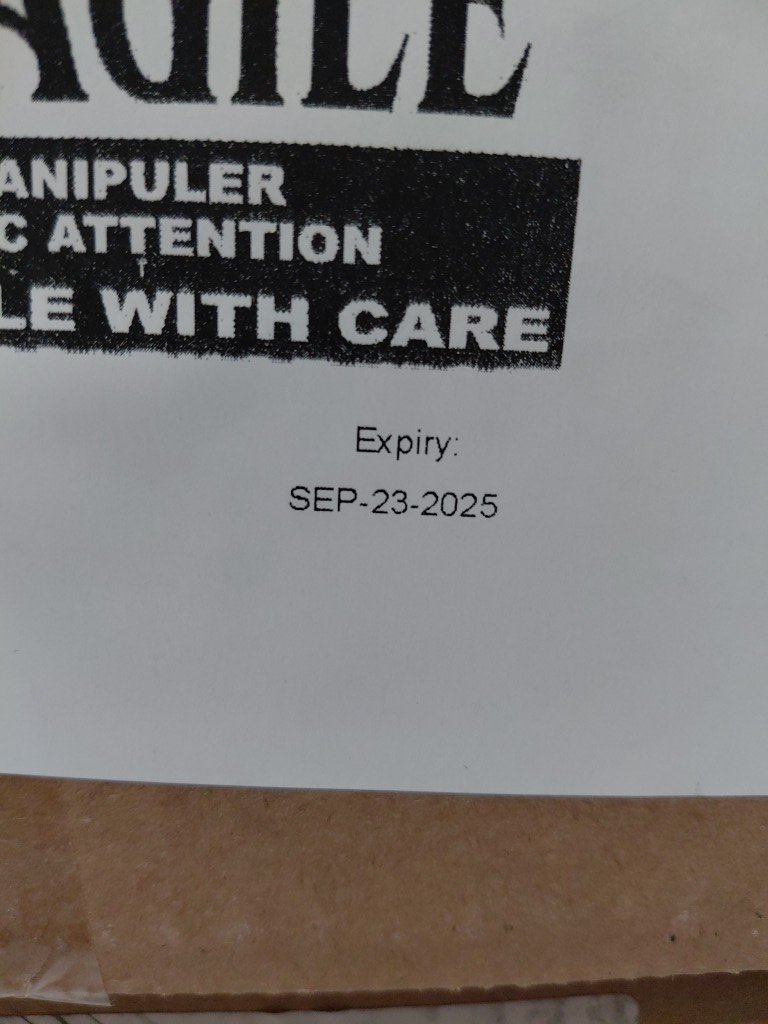 AGILE
ANIPULER
C ATTENTION
LE WITH CARE
Expiry:
SEP-23-2025